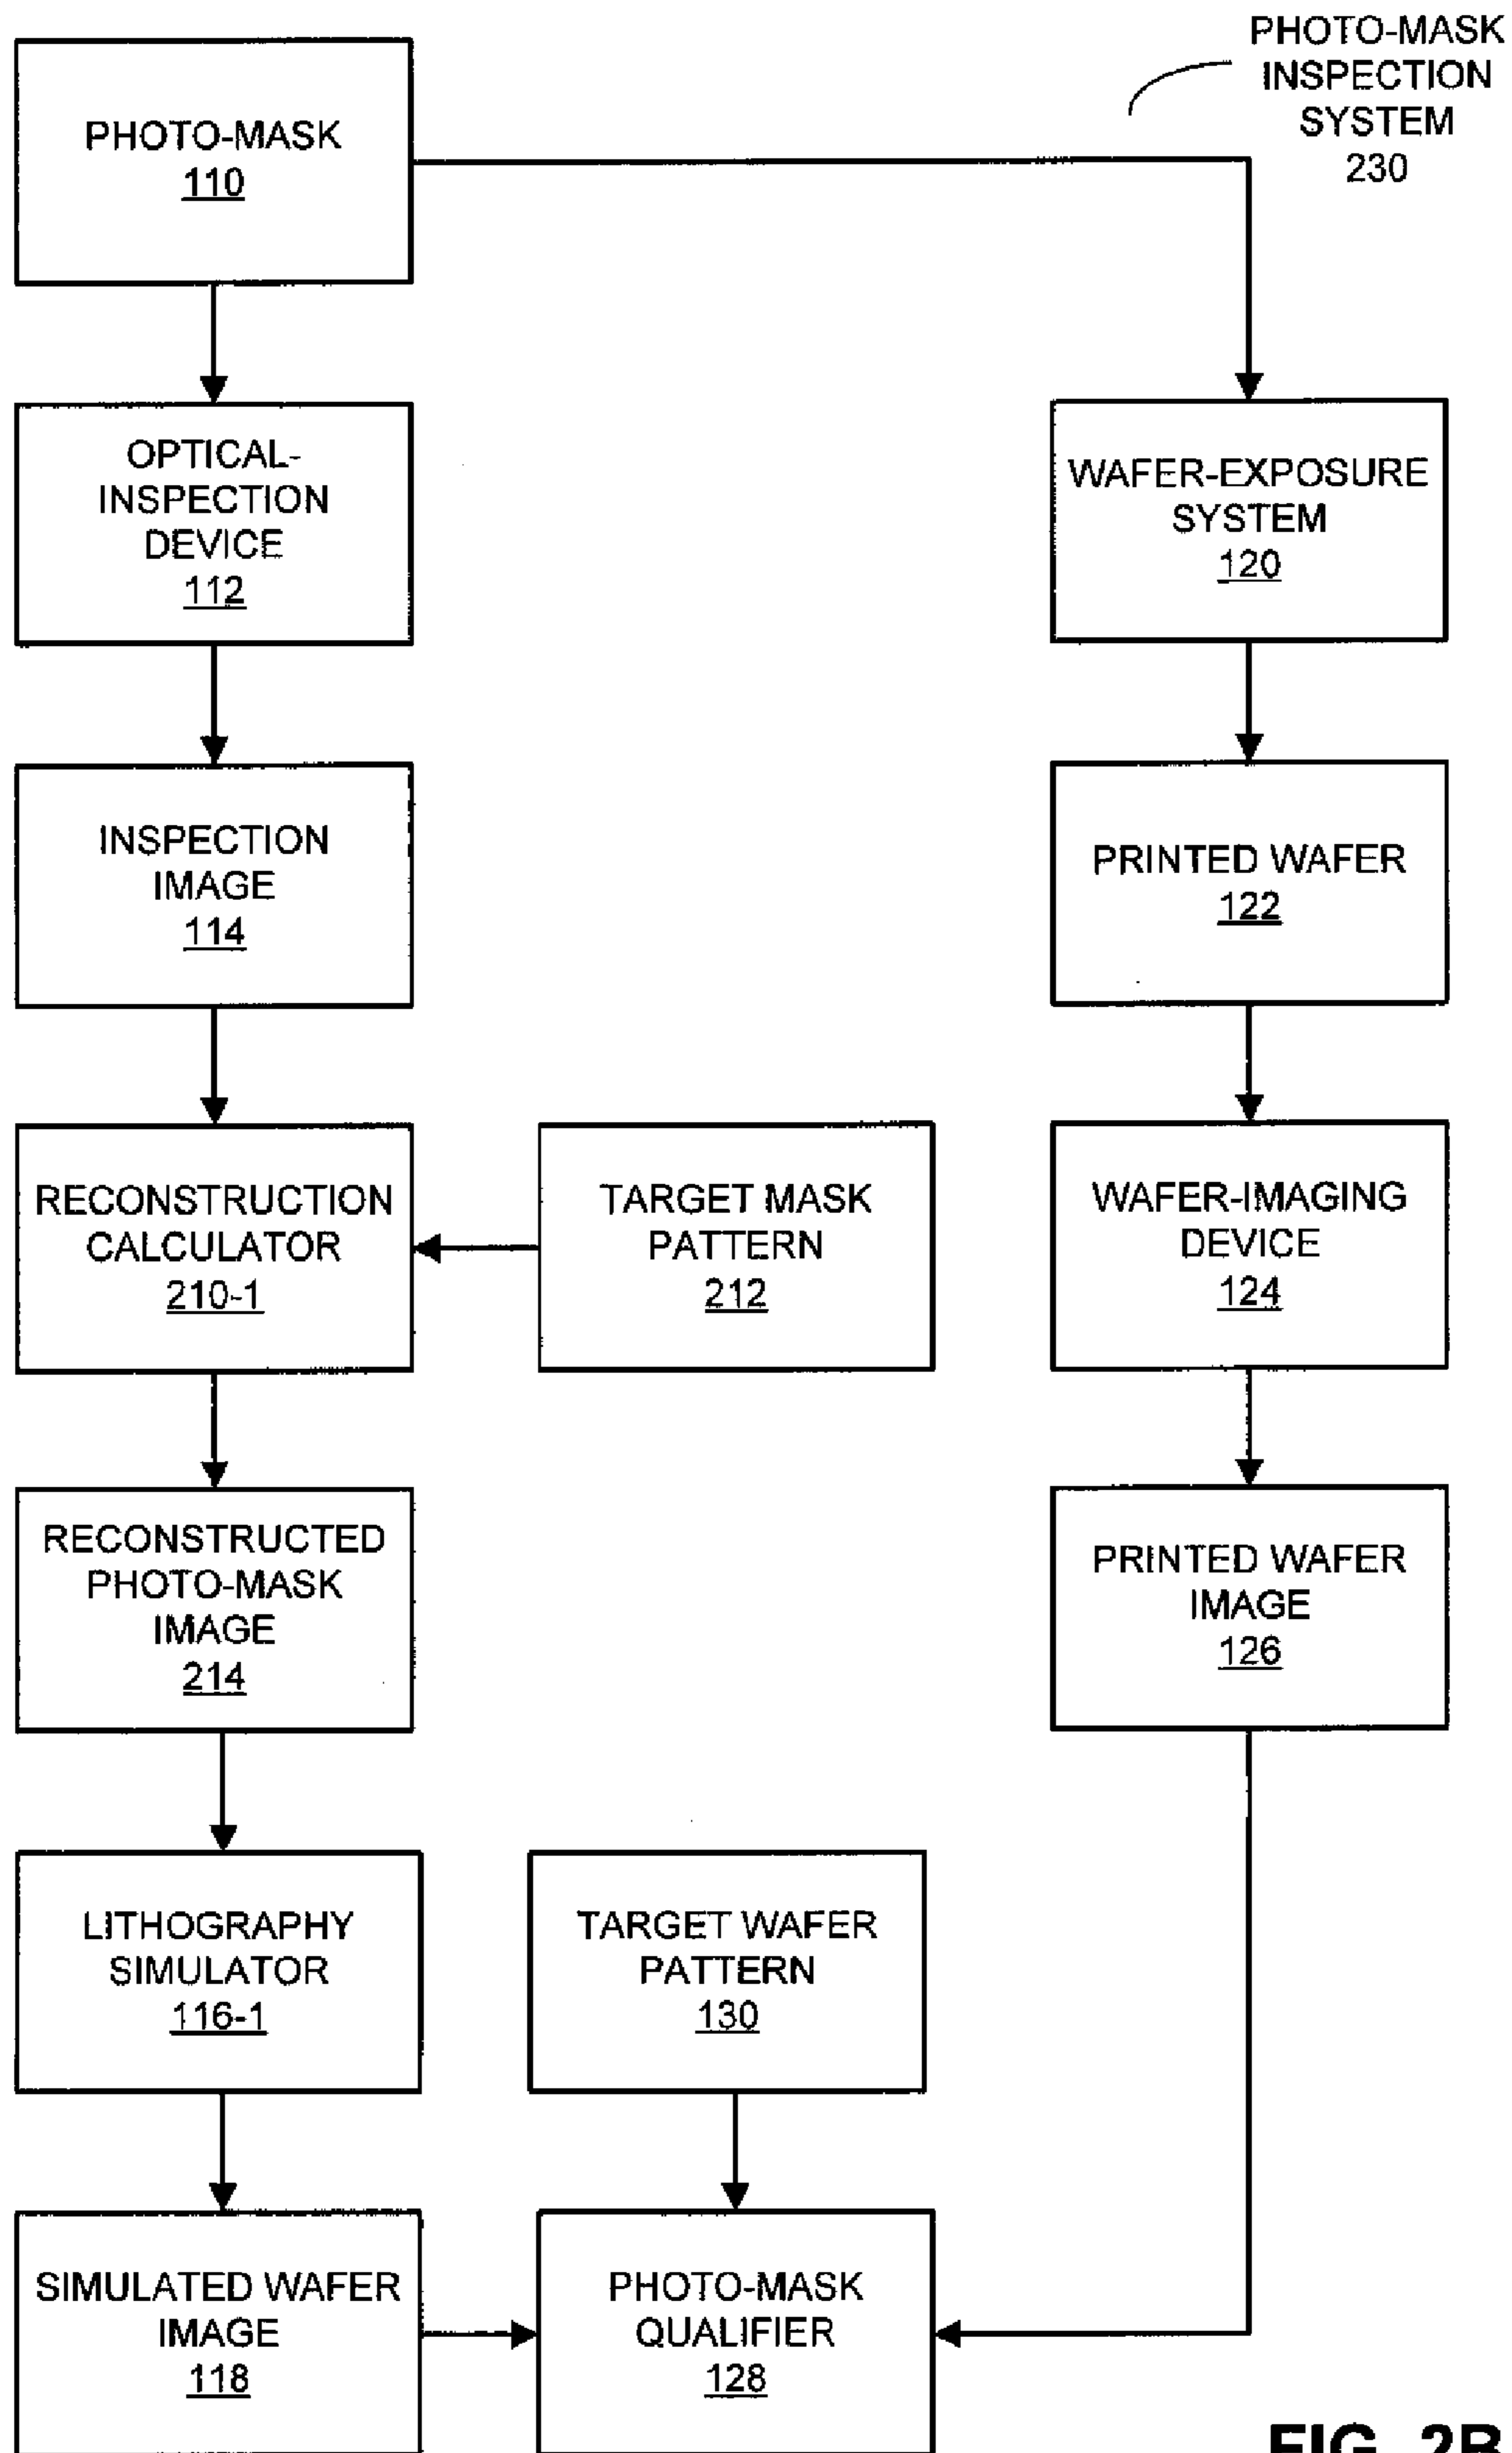 PHOTO-MASK
INSPECTION
SYSTEM
230
PHOTO-MASK
110
OPTICAL-
INSPECTION
DEVICE
112
WAFER-EXPOSURE
SYSTEM
120
INSPECTION
IMAGE
114
PRINTED WAFER
122
RECONSTRUCTION
CALCULATOR
210-1
TARGET MASK
PATTERN
212
WAFER-IMAGING
DEVICE
124
RECONSTRUCTED
PHOTO-MASK
IMAGE
214
PRINTED WAFER
IMAGE
126
LITHOGRAPHY
SIMULATOR
116-1
TARGET WAFER
PATTERN
130
SIMULATED WAFER
IMAGE
118
PHOTO-MASK
QUALIFIER
128
FIG. 2B